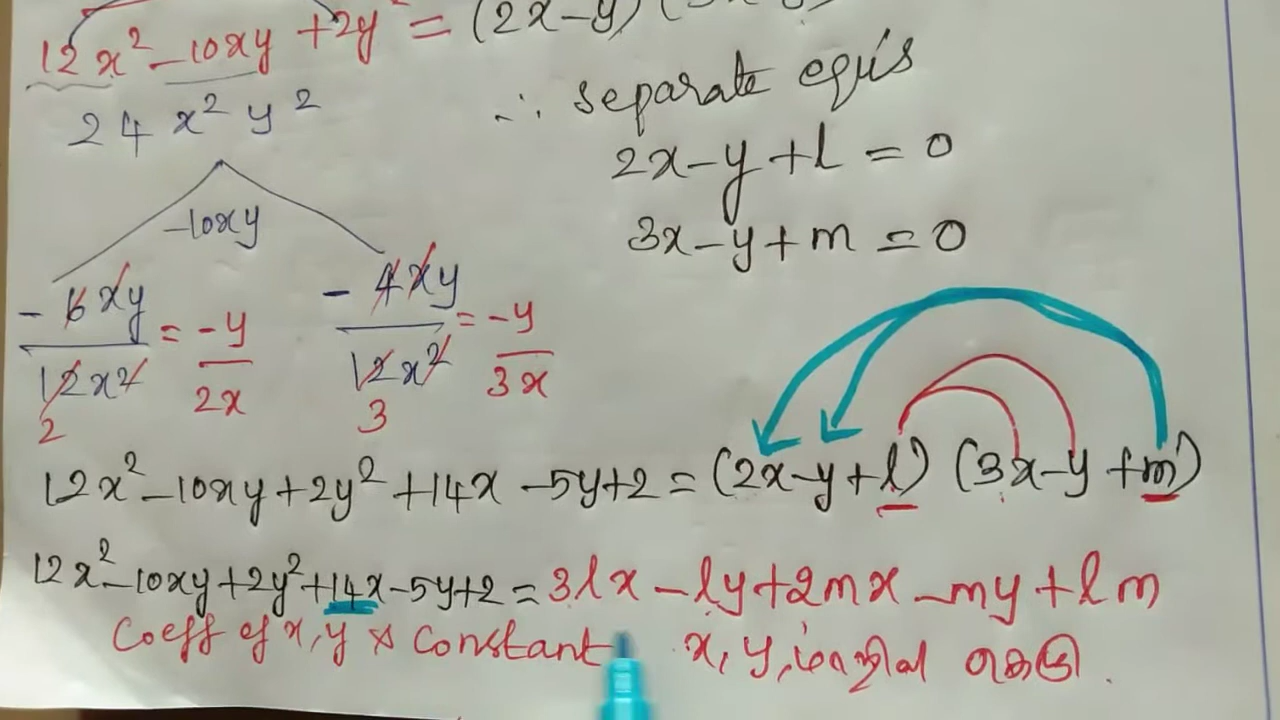 12x² - 10xy + 2y² = (2x-y)
24 x² y²
∴ separate eqn's
2x - y + l = 0
3x - y + m = 0
-10xy
-6xy/12x² = -y/2x
2
-4xy/12x² = -y/3x
3
12x² - 10xy + 2y² + 14x - 5y + 2 = (2x - y + l) (3x - y + m)
12x² - 10xy + 2y² + 14x - 5y + 2 = 3lx - ly + 2mx - my + lm
Coeff of x, y & constant x, y, மாறிலி கெழு.